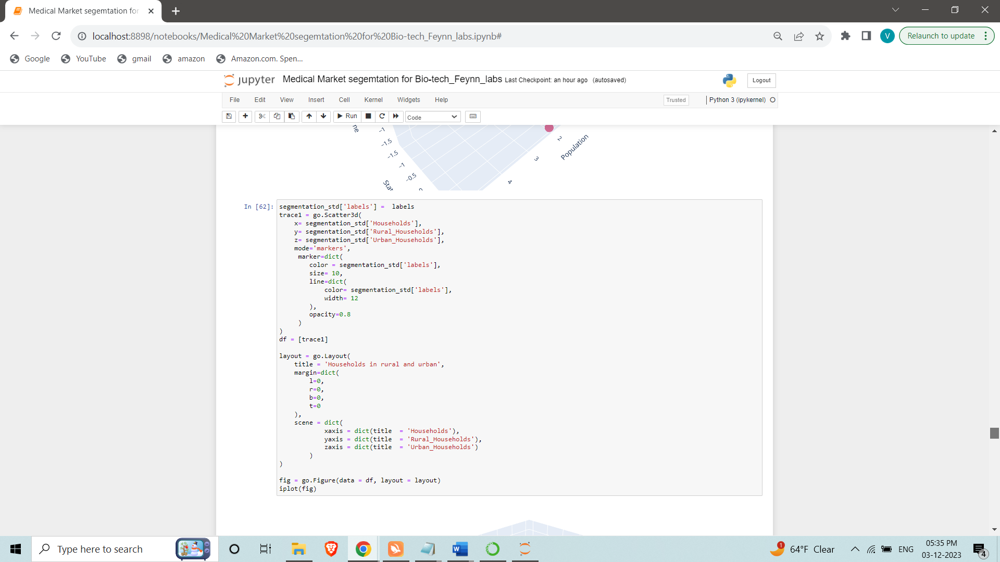 Medical Market segemtation for
localhost:8898/notebooks/Medical%20Market%20segemtation%20for%20Bio-tech_Feynn_labs.ipynb#
V
Relaunch to update
Google
YouTube
gmail
amazon
Amazon.com. Spen...
jupyter
Medical Market segemtation for Bio-tech_Feynn_labs Last Checkpoint: an hour ago (autosaved)
Logout
File Edit View Insert Cell Kernel Widgets Help
Trusted
Python 3 (ipykernel)
Run
Code
ne
−1
−1.5
−1.5
−1
−0.5
Stat
2
3
4
Population
In [62]:
segmentation_std['labels'] =  labels
trace1 = go.Scatter3d(
    x= segmentation_std['Households'],
    y= segmentation_std['Rural_Households'],
    z= segmentation_std['Urban_Households'],
    mode='markers',
     marker=dict(
        color = segmentation_std['labels'],
        size= 10,
        line=dict(
            color= segmentation_std['labels'],
            width= 12
        ),
        opacity=0.8
     )
)
df = [trace1]
layout = go.Layout(
    title = 'Households in rural and urban',
    margin=dict(
        l=0,
        r=0,
        b=0,
        t=0
    ),
    scene = dict(
            xaxis = dict(title  = 'Households'),
            yaxis = dict(title  = 'Rural_Households'),
            zaxis = dict(title  = 'Urban_Households')
        )
)
fig = go.Figure(data = df, layout = layout)
iplot(fig)
Type here to search
W
1
64°F Clear
ENG
05:35 PM
03-12-2023
4